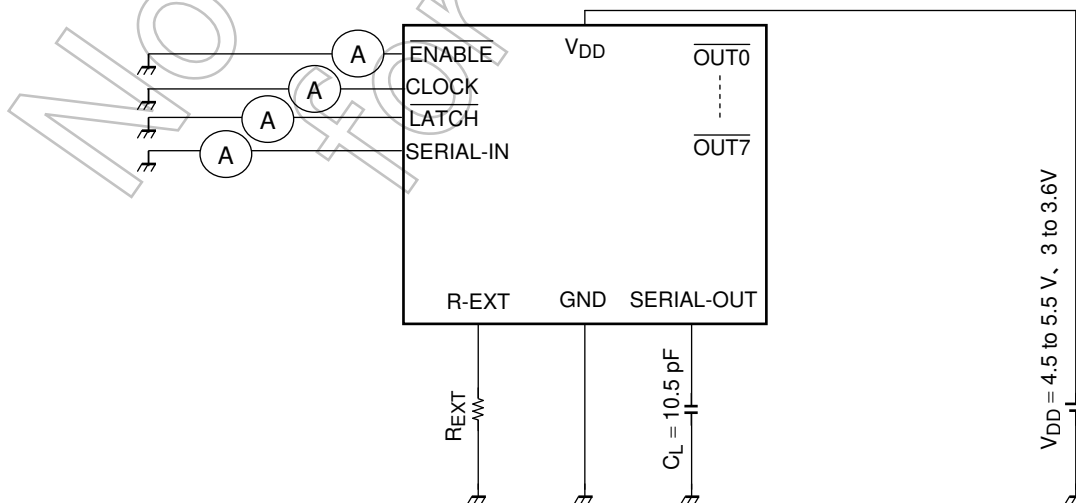 A ENABLE VDD OUT0
A CLOCK
A LATCH
A SERIAL-IN OUT7
R-EXT GND SERIAL-OUT
REXT
CL = 10.5 pF
VDD = 4.5 to 5.5 V、3 to 3.6V